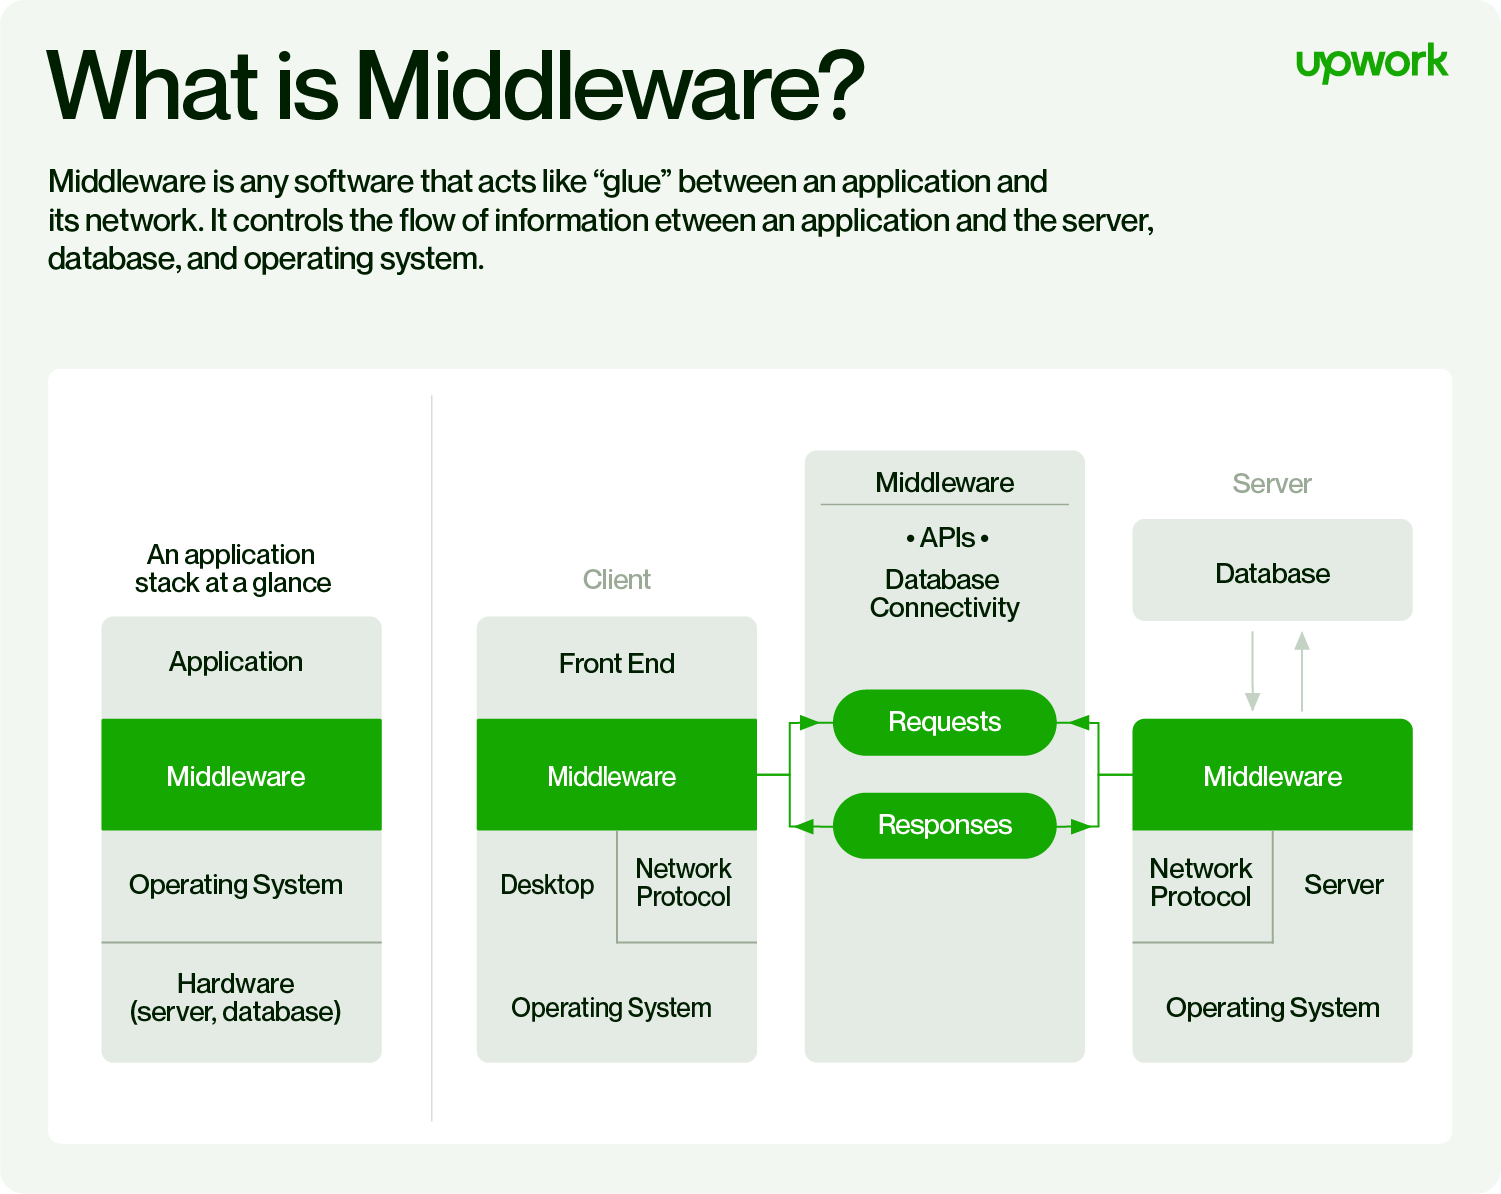 What is Middleware?
upwork
Middleware is any software that acts like “glue” between an application and
its network. It controls the flow of information etween an application and the server,
database, and operating system.
An application
stack at a glance
Application
Middleware
Operating System
Hardware
(server, database)
Client
Front End
Middleware
Desktop
Network
Protocol
Operating System
Middleware
• APIs •
Database
Connectivity
Requests
Responses
Server
Database
Middleware
Network
Protocol
Server
Operating System